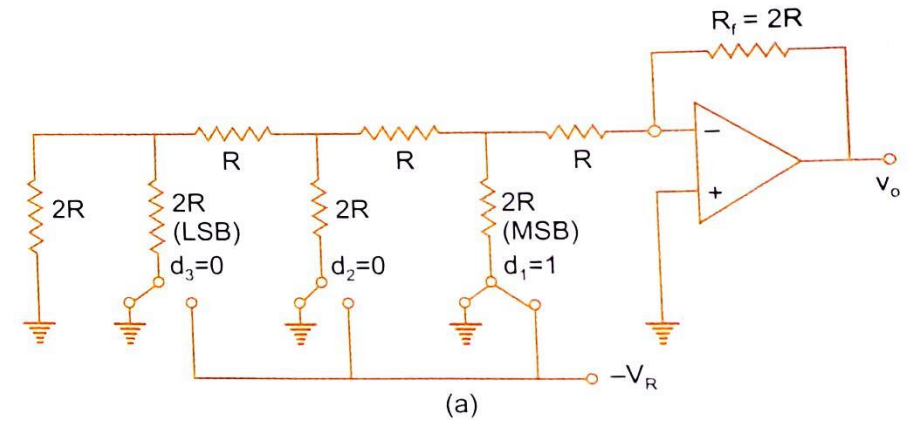 R_f = 2R
R
R
R
−
+
v_o
2R
2R
(LSB)
d_3=0
2R
d_2=0
2R
(MSB)
d_1=1
−V_R
(a)